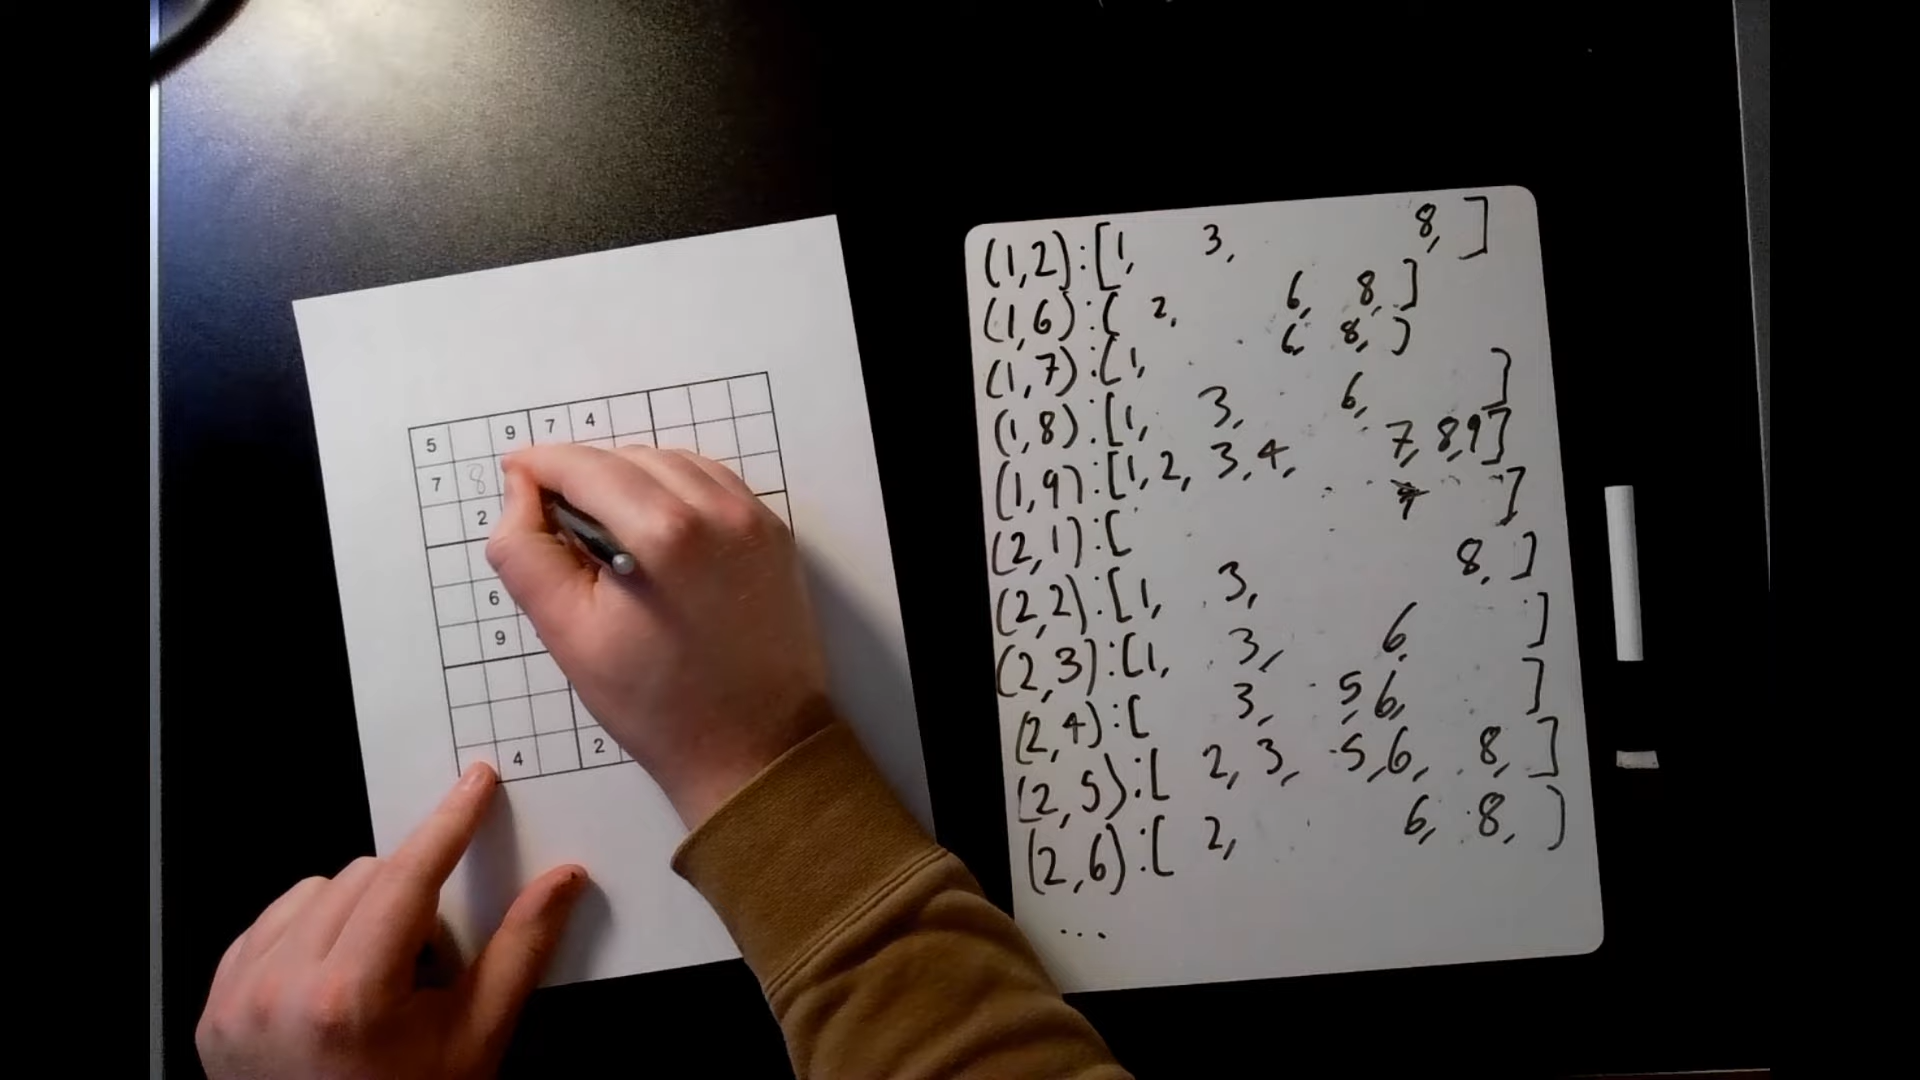 5 9 7 4
7 8
2
6
9
4 2
(1,2):[1, 3, 8,]
(1,6):[ 2, 6, 8,]
(1,7):[1, 6, 8,]
(1,8):[1, 3, 6, ]
(1,9):[1,2, 3,4, 7,8,9]
(2,1):[ ]
(2,2):[1, 3, 8,]
(2,3):[1, 3, 6, ]
(2,4):[ 3, 5,6, ]
(2,5):[ 2,3, 5,6, 8,]
(2,6):[ 2, 6, 8,]
...